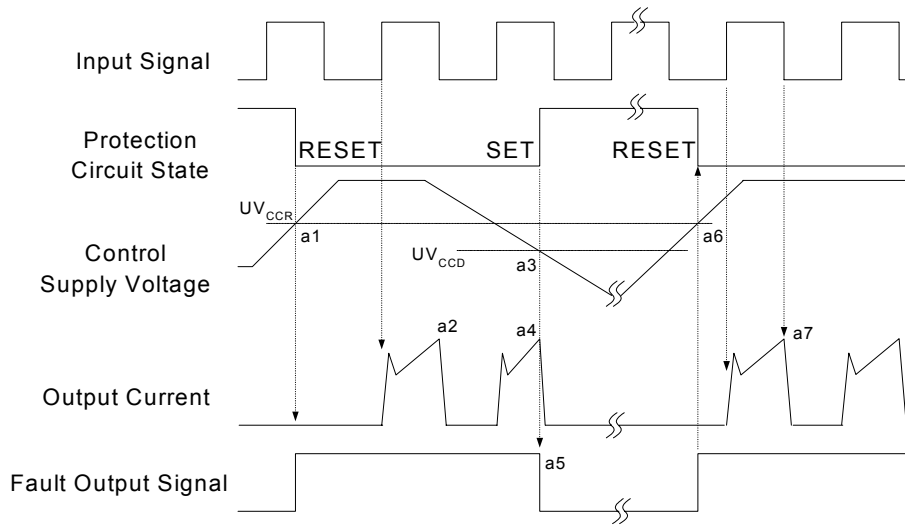 Input Signal
Protection
Circuit State
RESET
SET
RESET
UVCCR
a1
a6
UVCCD
a3
Control
Supply Voltage
a2
a4
a7
Output Current
a5
Fault Output Signal